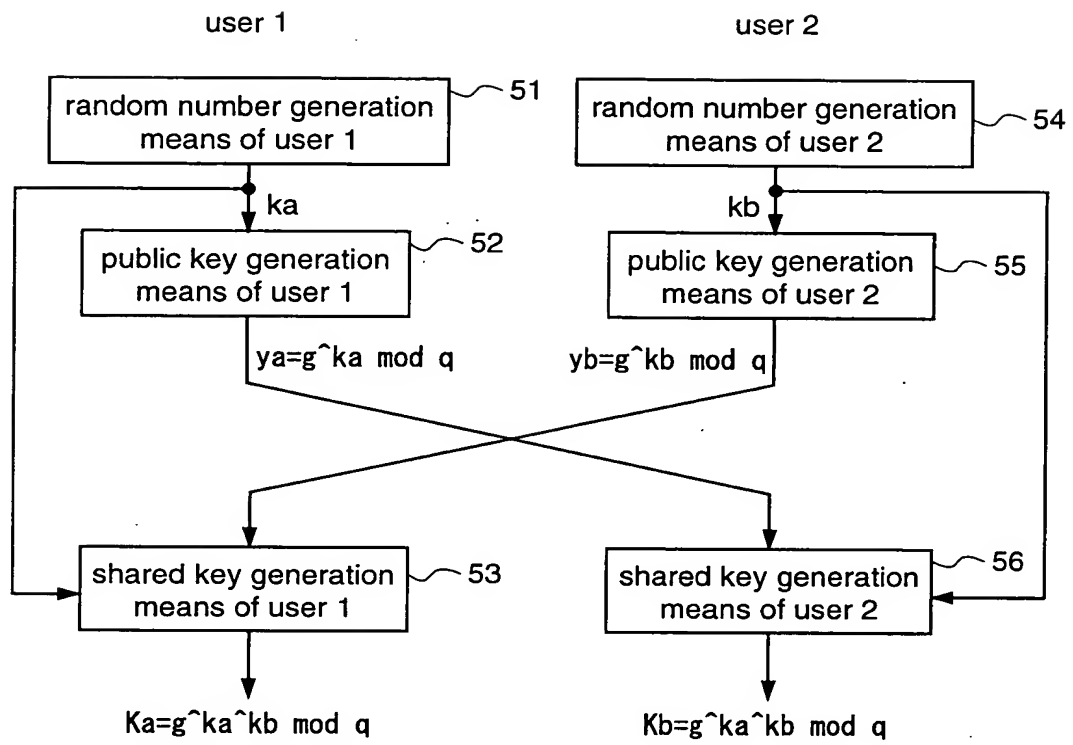 user 1
user 2
random number generation
means of user 1
51
random number generation
means of user 2
54
ka
kb
public key generation
means of user 1
52
public key generation
means of user 2
55
ya=g^ka mod q
yb=g^kb mod q
shared key generation
means of user 1
53
shared key generation
means of user 2
56
Ka=g^ka^kb mod q
Kb=g^ka^kb mod q